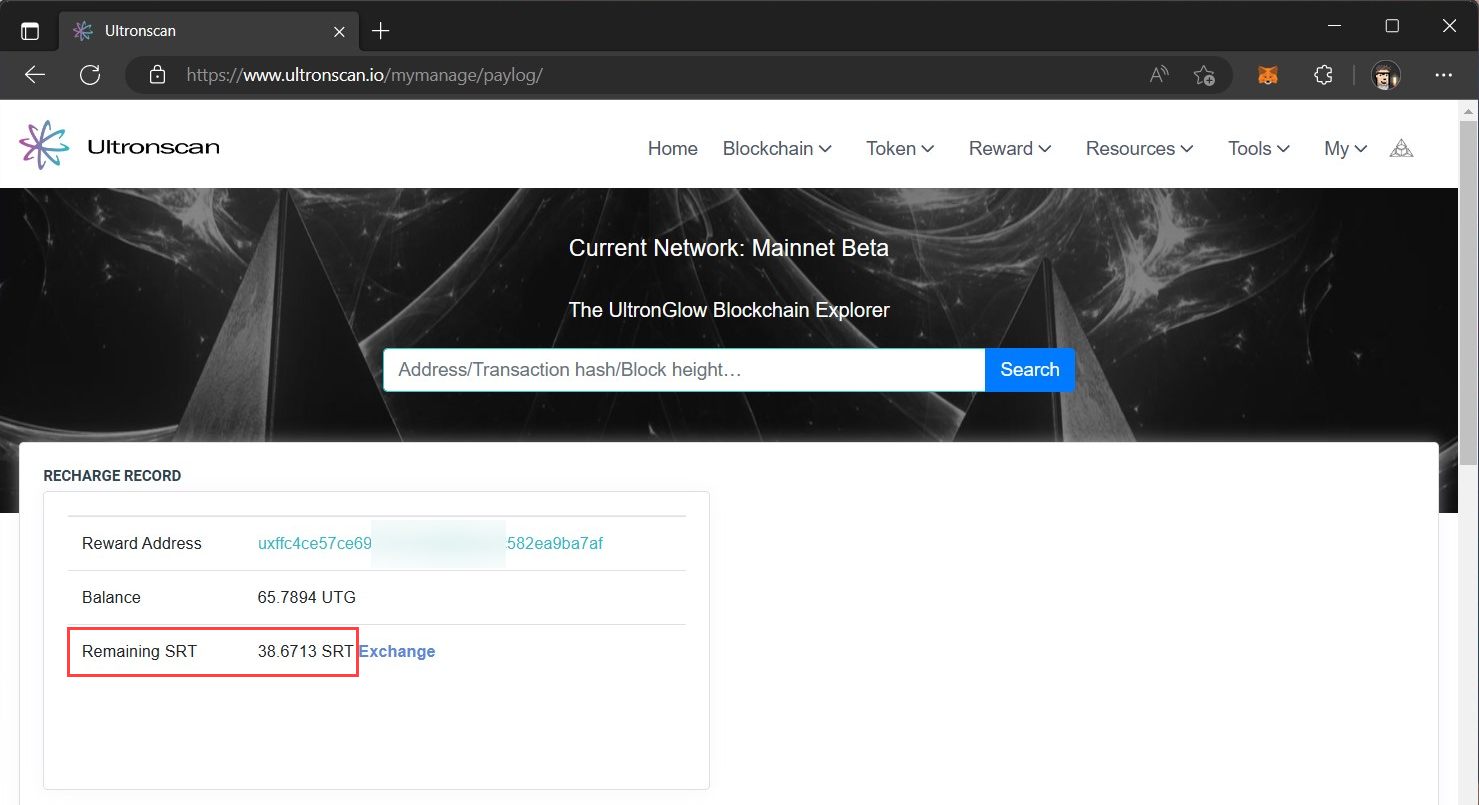 Ultronscan
https://www.ultronscan.io/mymanage/paylog/
Ultronscan
Home Blockchain Token Reward Resources Tools My
Current Network: Mainnet Beta
The UltronGlow Blockchain Explorer
Address/Transaction hash/Block height…
Search
RECHARGE RECORD
Reward Address uxffc4ce57ce69 582ea9ba7af
Balance 65.7894 UTG
Remaining SRT 38.6713 SRT Exchange